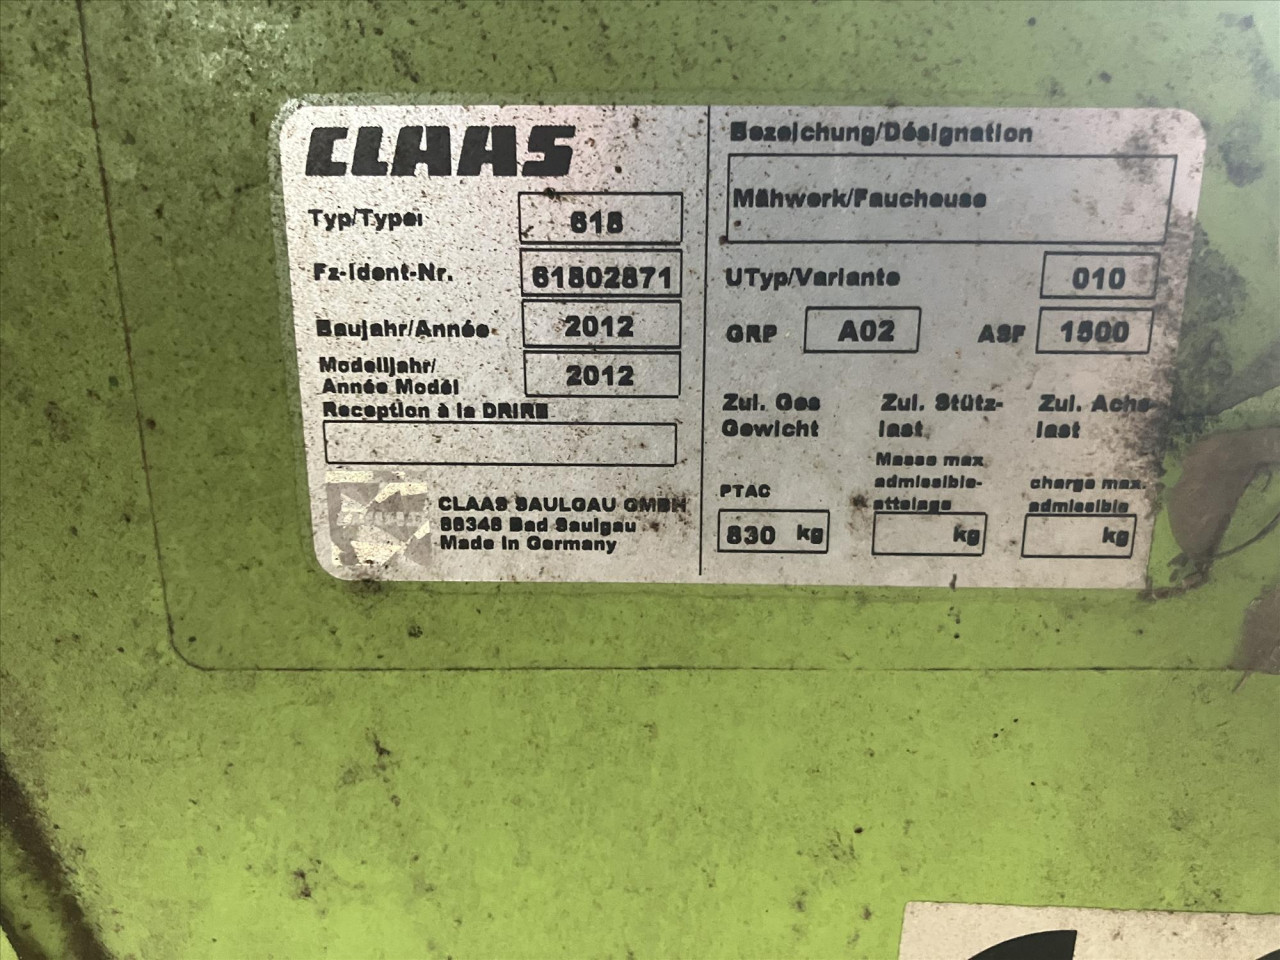 CLAAS
Typ/Type:
618
Fz-Ident-Nr.
61802871
Baujahr/Année
2012
Modelljahr/
Année Modèl
2012
Reception à la DRIRE
CLAAS SAULGAU GMBH
88348 Bad Saulgau
Made in Germany
Bezeichung/Désignation
Mähwerk/Faucheuse
UTyp/Variante
010
GRP
A02
ASF
1500
Zul. Ges
Gewicht
Zul. Stütz-
last
Zul. Achs
last
PTAC
Masse max
admissible-
attelage
charge max.
admissible
830 kg
kg
kg